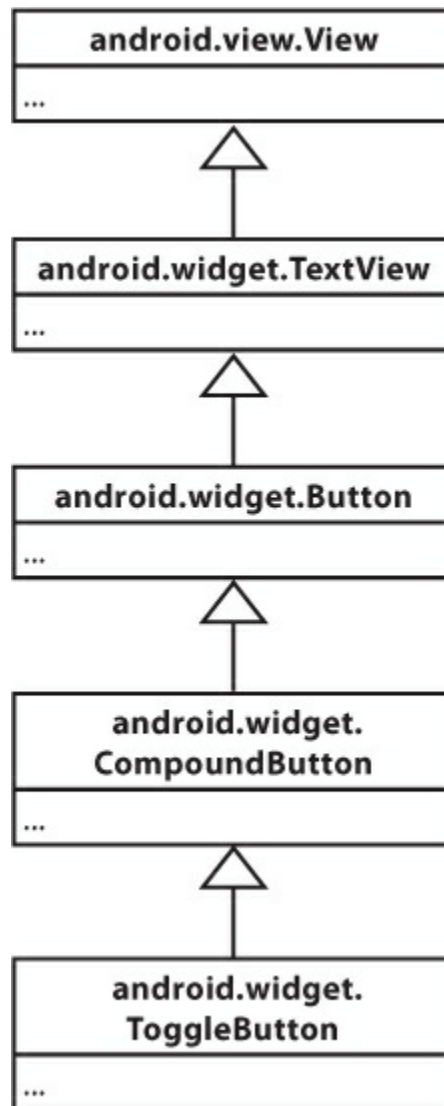 android.view.View
...
android.widget.TextView
...
android.widget.Button
...
android.widget.
CompoundButton
...
android.widget.
ToggleButton
...